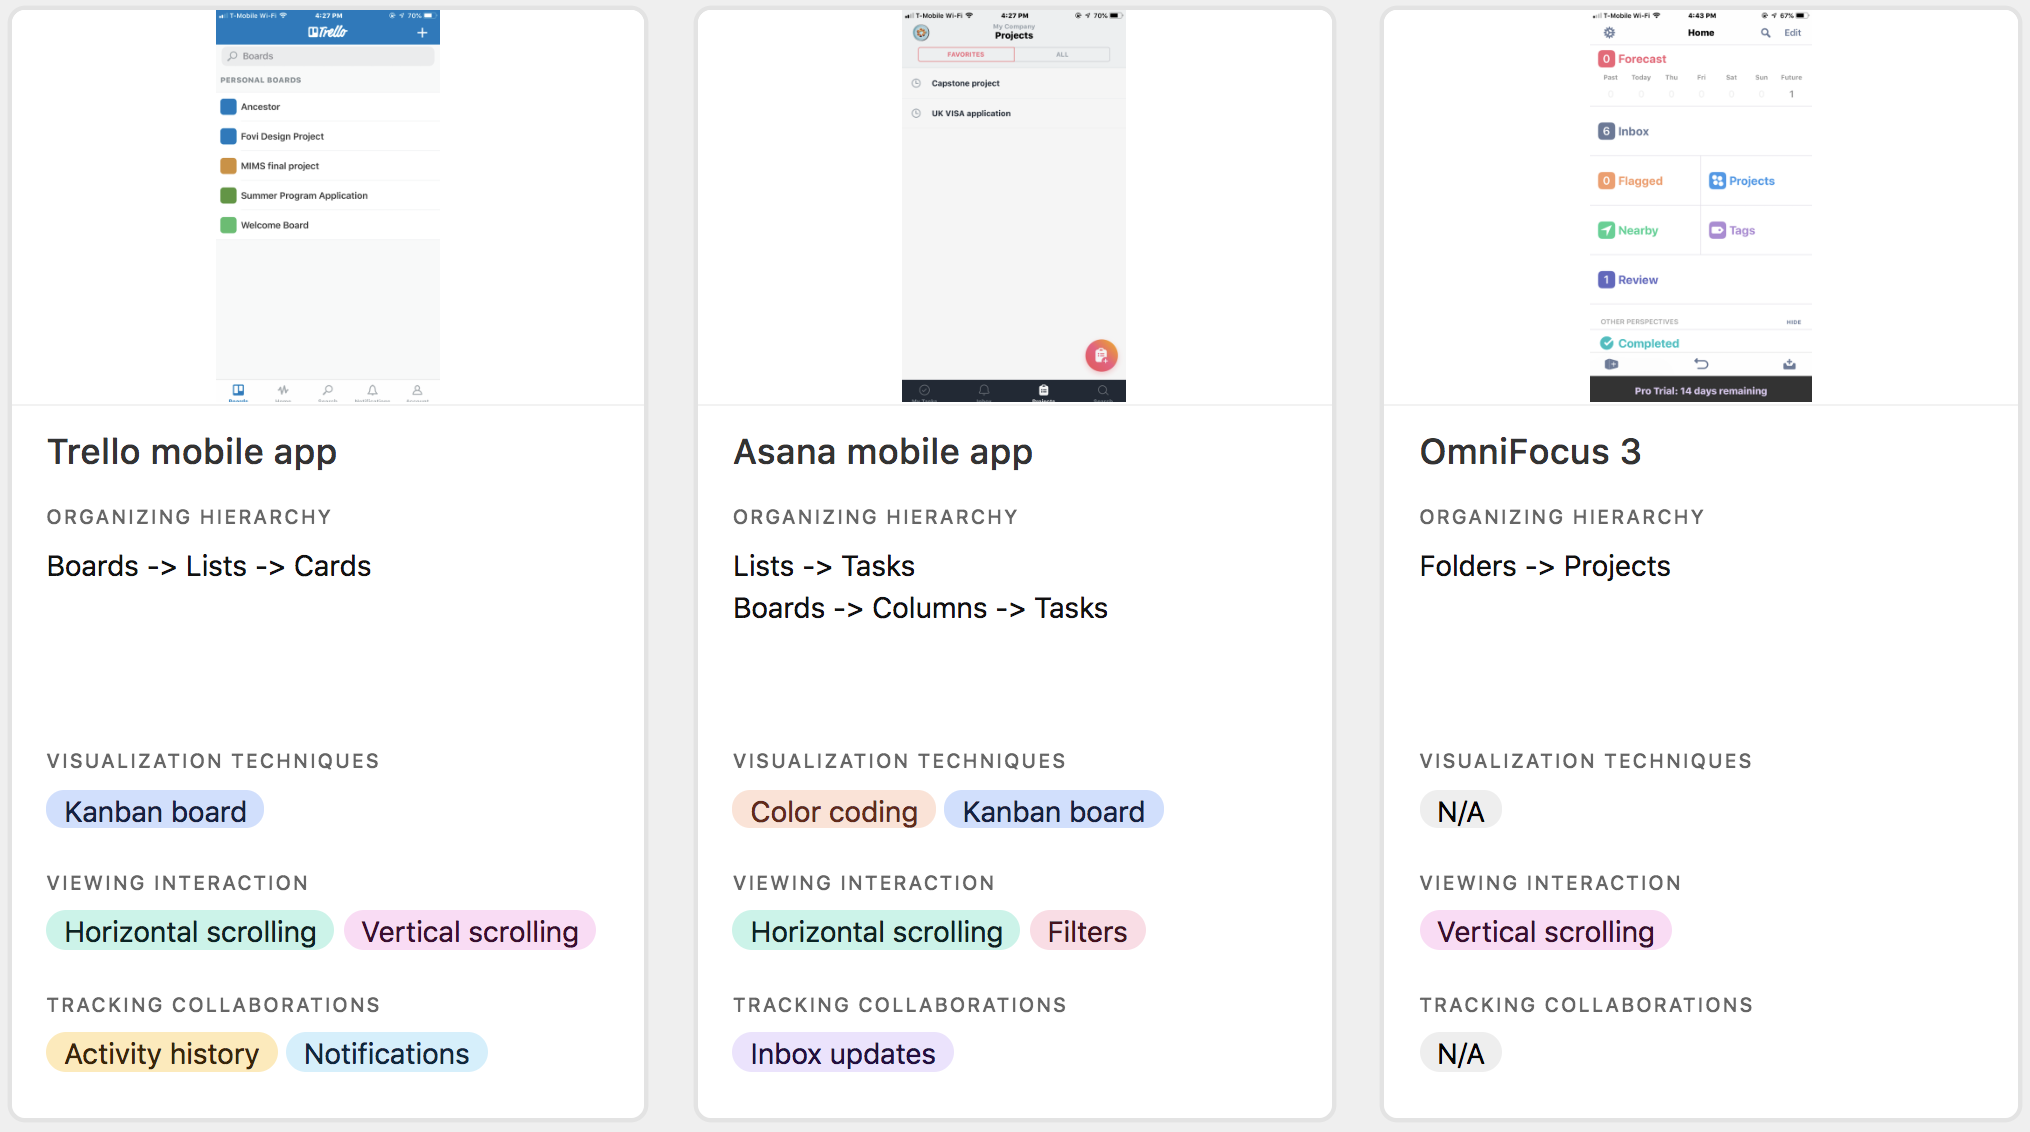 T-Mobile Wi-Fi 4:27 PM 70%
Trello
Boards
PERSONAL BOARDS
Ancestor
Fovi Design Project
MIMS final project
Summer Program Application
Welcome Board
Boards Home Search Notifications Account
Trello mobile app
ORGANIZING HIERARCHY
Boards -> Lists -> Cards
VISUALIZATION TECHNIQUES
Kanban board
VIEWING INTERACTION
Horizontal scrolling Vertical scrolling
TRACKING COLLABORATIONS
Activity history Notifications
T-Mobile Wi-Fi 4:27 PM 70%
My Company
Projects
FAVORITES ALL
Capstone project
UK VISA application
My Tasks Inbox Projects Search
Asana mobile app
ORGANIZING HIERARCHY
Lists -> Tasks
Boards -> Columns -> Tasks
VISUALIZATION TECHNIQUES
Color coding Kanban board
VIEWING INTERACTION
Horizontal scrolling Filters
TRACKING COLLABORATIONS
Inbox updates
T-Mobile Wi-Fi 4:43 PM 67%
Home Edit
0 Forecast
Past Today Thu Fri Sat Sun Future
0 0 0 0 0 0 1
6 Inbox
0 Flagged Projects
Nearby Tags
1 Review
OTHER PERSPECTIVES HIDE
Completed
Pro Trial: 14 days remaining
OmniFocus 3
ORGANIZING HIERARCHY
Folders -> Projects
VISUALIZATION TECHNIQUES
N/A
VIEWING INTERACTION
Vertical scrolling
TRACKING COLLABORATIONS
N/A